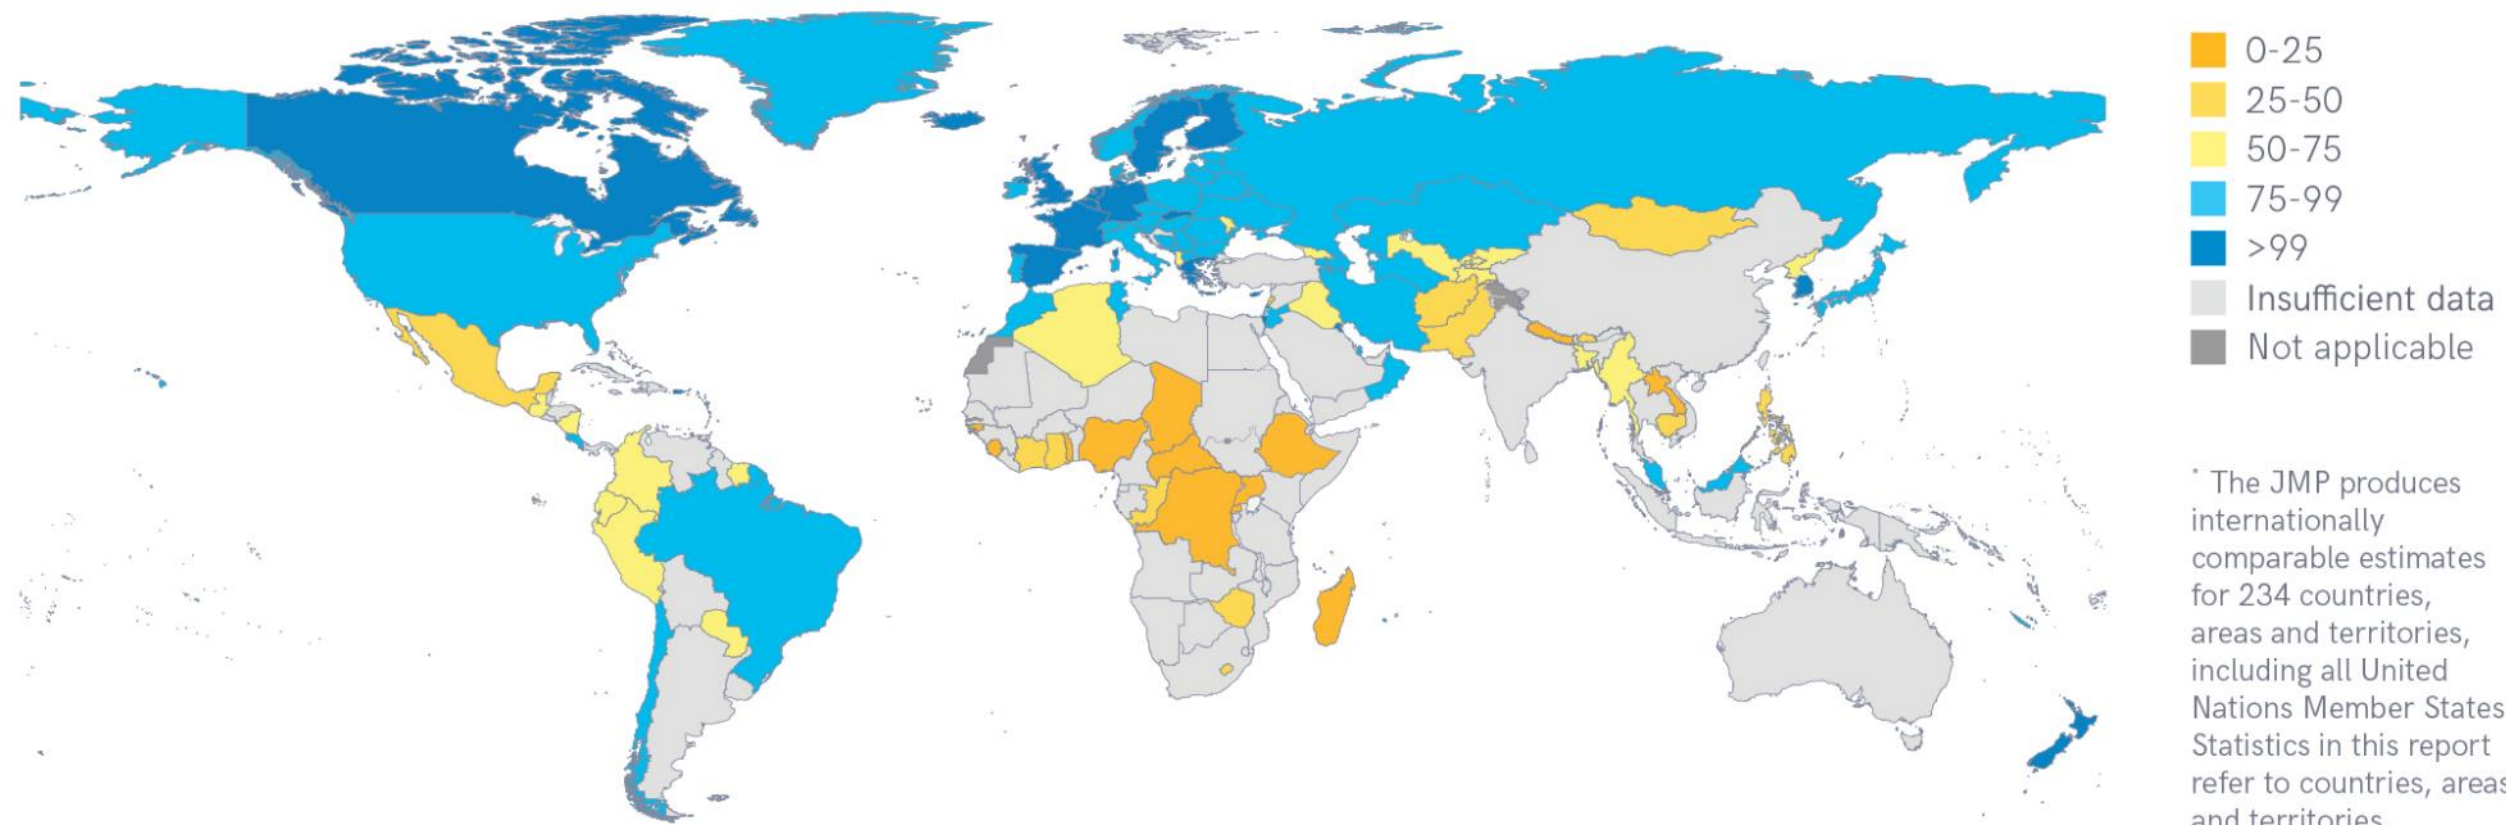 0-25
25-50
50-75
75-99
>99
Insufficient data
Not applicable
* The JMP produces
internationally
comparable estimates
for 234 countries,
areas and territories,
including all United
Nations Member States
Statistics in this report
refer to countries, areas
and territories